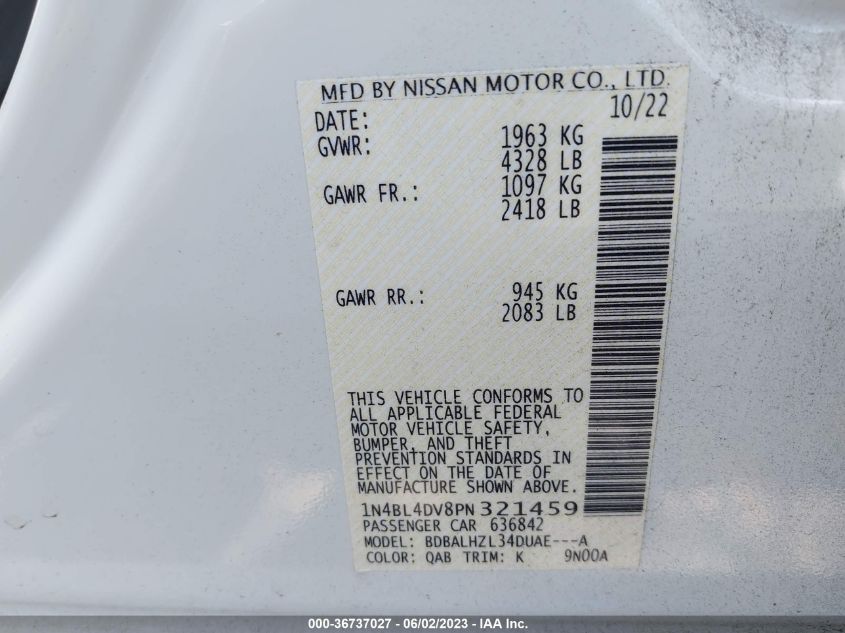 MFD BY NISSAN MOTOR CO., LTD.
DATE: 10/22
GVWR: 1963 KG
4328 LB
GAWR FR.: 1097 KG
2418 LB
GAWR RR.: 945 KG
2083 LB
THIS VEHICLE CONFORMS TO
ALL APPLICABLE FEDERAL
MOTOR VEHICLE SAFETY,
BUMPER, AND THEFT
PREVENTION STANDARDS IN
EFFECT ON THE DATE OF
MANUFACTURE SHOWN ABOVE.
1N4BL4DV8PN321459
PASSENGER CAR 636842
MODEL: BDBALHZL34DUAE---A
COLOR: QAB TRIM: K 9N00A
000-36737027 - 06/02/2023 - IAA Inc.